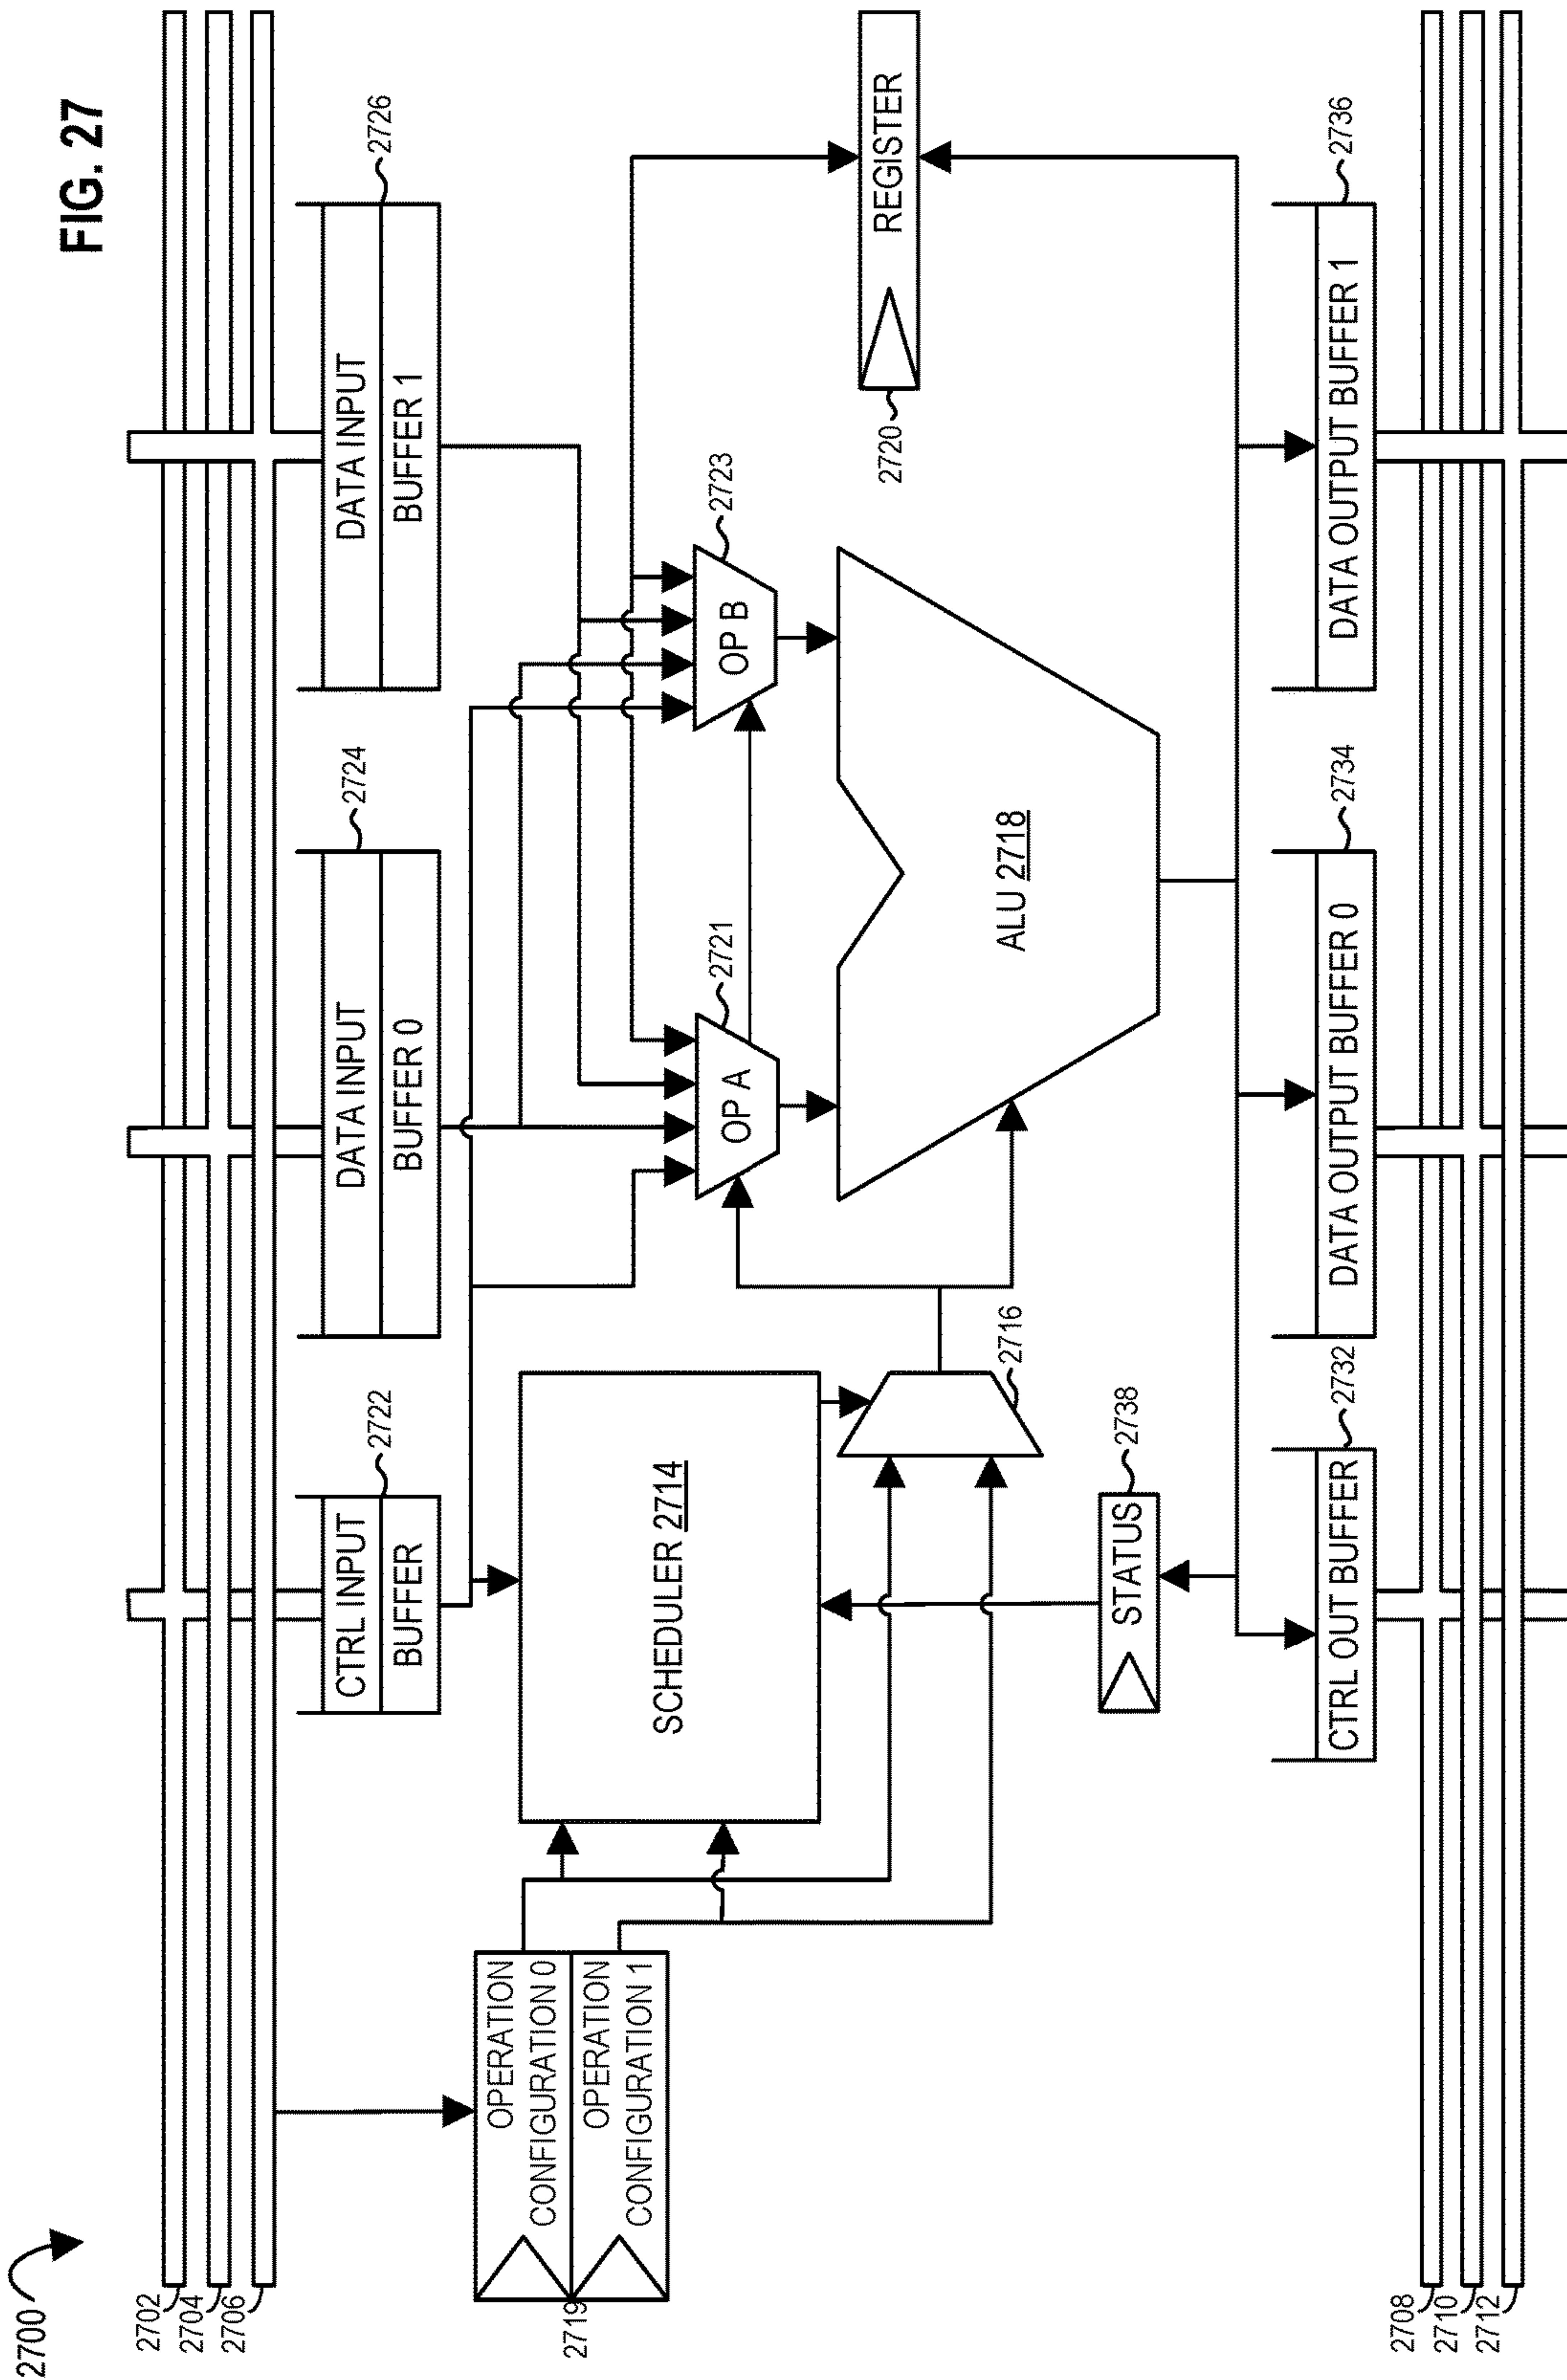 FIG. 27
2700
2702
2704
2706
CTRL INPUT
BUFFER
2722
DATA INPUT
BUFFER 0
2724
DATA INPUT
BUFFER 1
2726
OPERATION
CONFIGURATION 0
OPERATION
CONFIGURATION 1
2719
SCHEDULER 2714
2716
OP A
2721
OP B
2723
ALU 2718
REGISTER
2720
STATUS
2738
CTRL OUT BUFFER
2732
DATA OUTPUT BUFFER 0
2734
DATA OUTPUT BUFFER 1
2736
2708
2710
2712